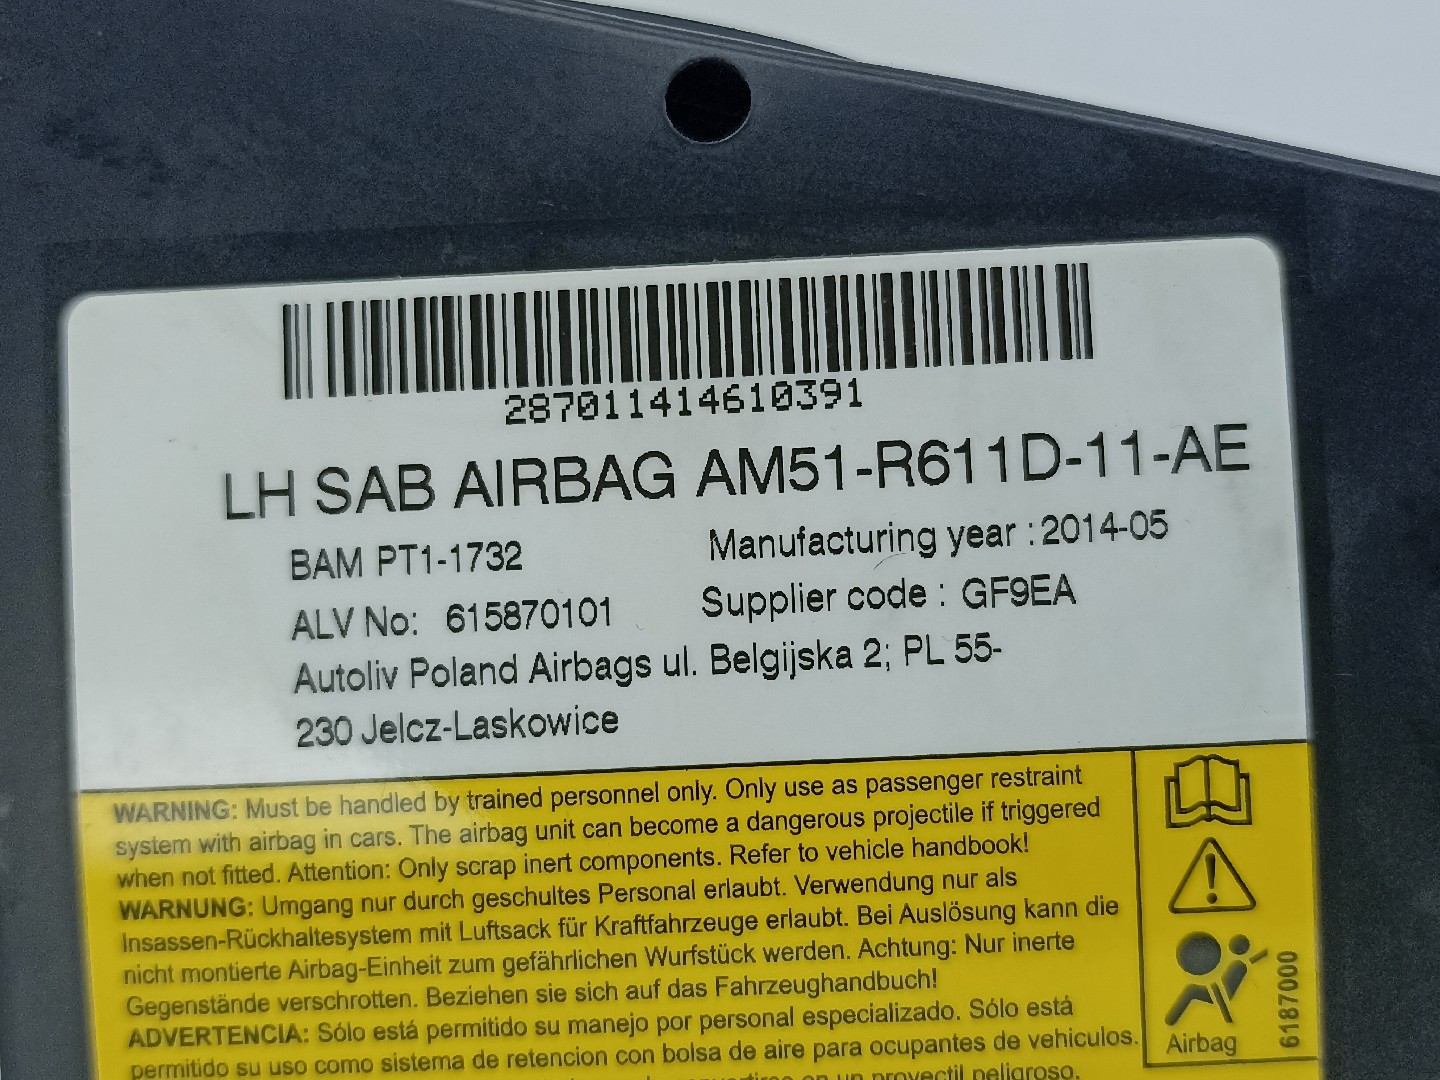 287011414610391
LH SAB AIRBAG AM51-R611D-11-AE
BAM PT1-1732 Manufacturing year : 2014-05
ALV No: 615870101 Supplier code : GF9EA
Autoliv Poland Airbags ul. Belgijska 2; PL 55-
230 Jelcz-Laskowice
WARNING: Must be handled by trained personnel only. Only use as passenger restraint
system with airbag in cars. The airbag unit can become a dangerous projectile if triggered
when not fitted. Attention: Only scrap inert components. Refer to vehicle handbook!
WARNUNG: Umgang nur durch geschultes Personal erlaubt. Verwendung nur als
Insassen-Rückhaltesystem mit Luftsack für Kraftfahrzeuge erlaubt. Bei Auslösung kann die
nicht montierte Airbag-Einheit zum gefährlichen Wurfstück werden. Achtung: Nur inerte
Gegenstände verschrotten. Beziehen sie sich auf das Fahrzeughandbuch!
ADVERTENCIA: Sólo está permitido su manejo por personal especializado. Sólo está
permitido su uso como sistema de retencion con bolsa de aire para ocupantes de vehiculos.
en un proyectil peligroso.
Airbag
6187000